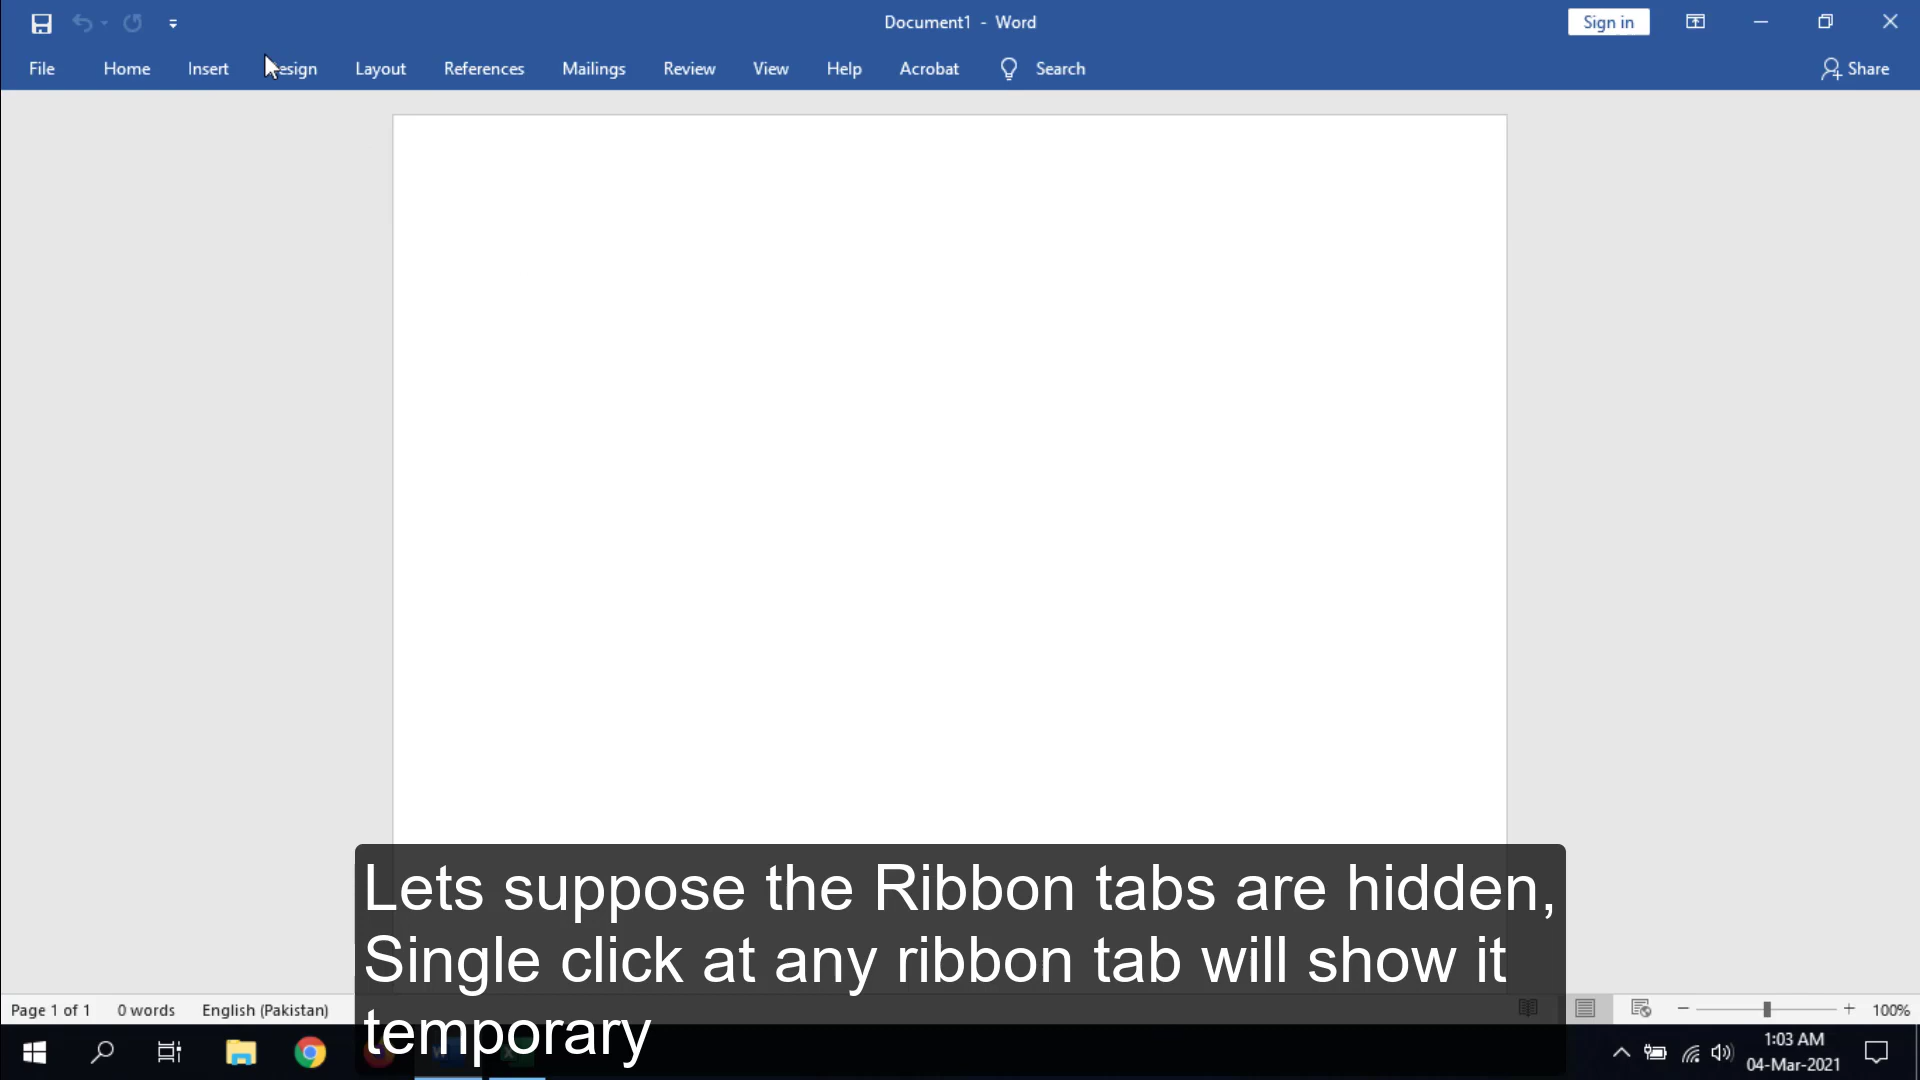 Document1 - Word
Sign in
File Home Insert esign Layout References Mailings Review View Help Acrobat Search Share
Lets suppose the Ribbon tabs are hidden,
Single click at any ribbon tab will show it
temporary
Page 1 of 1 0 words English (Pakistan) 100%
1:03 AM
04-Mar-2021